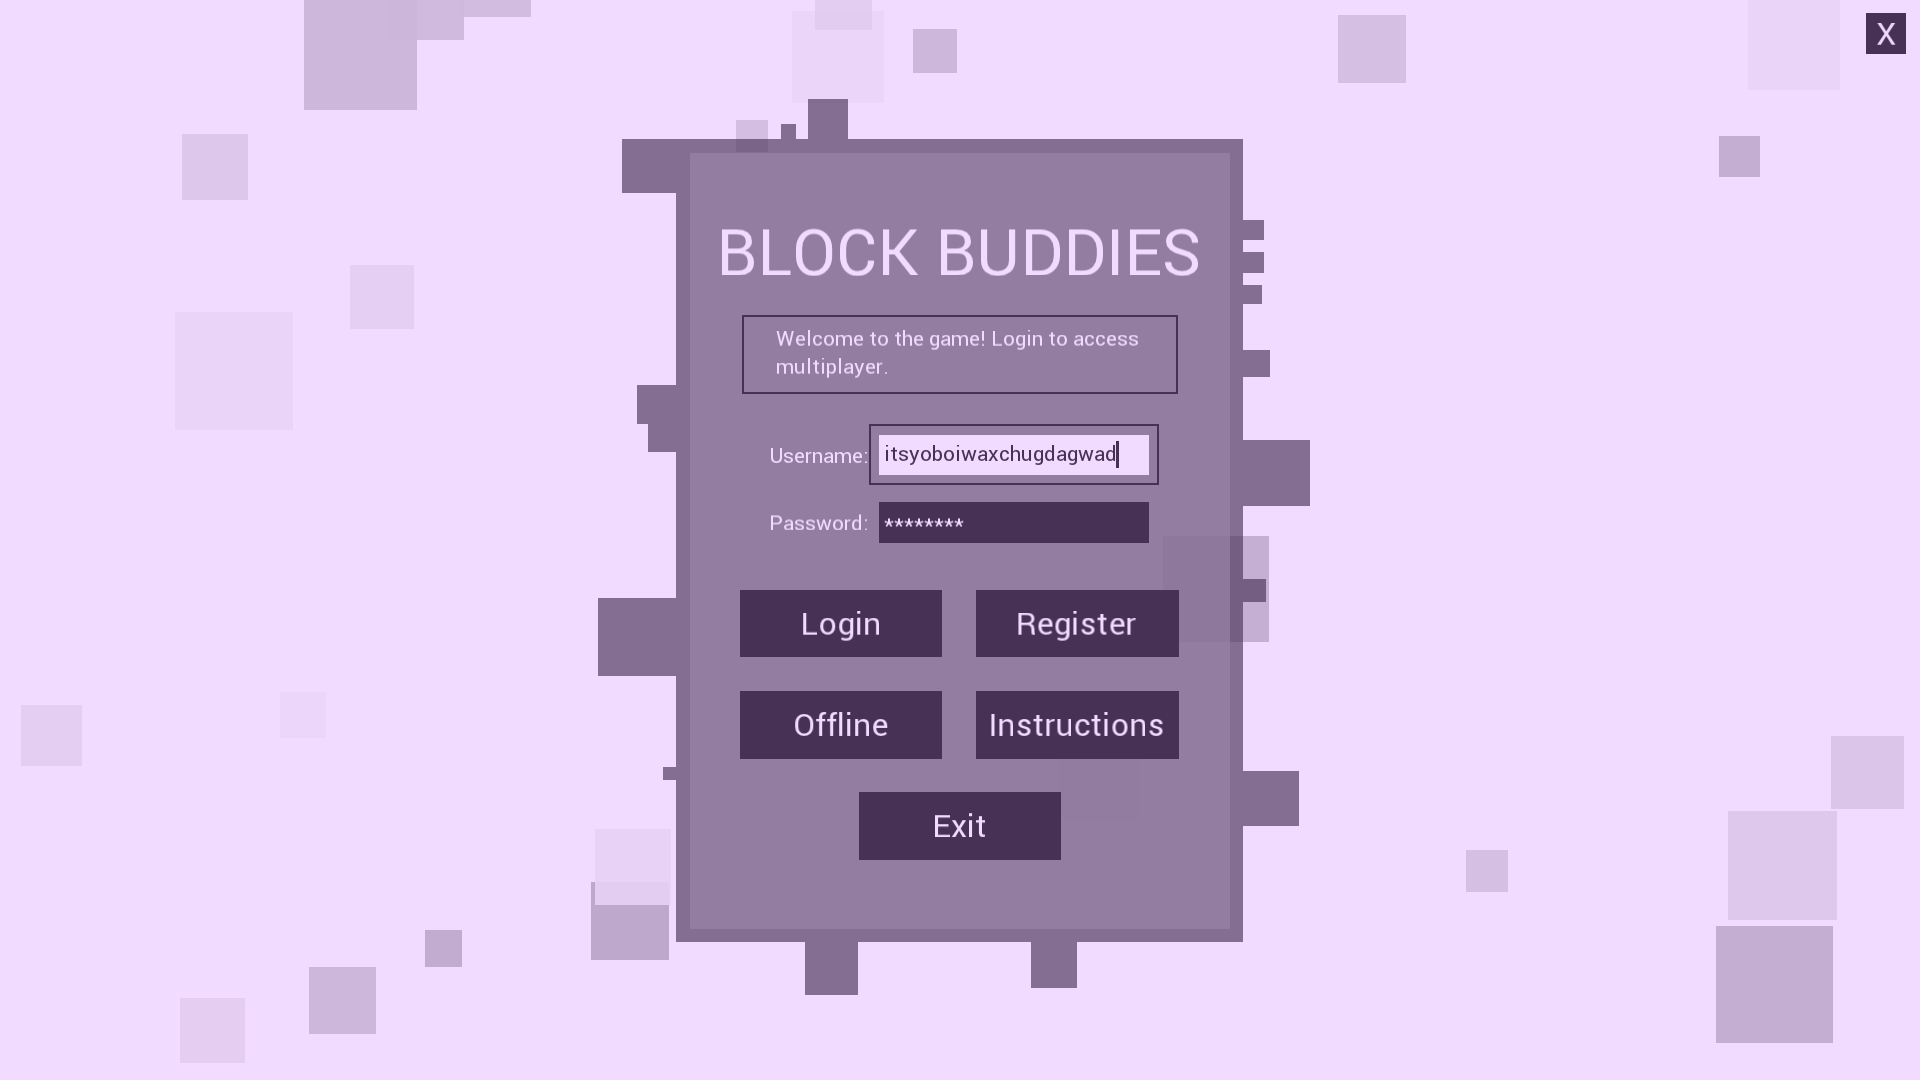 X
BLOCK BUDDIES
Welcome to the game! Login to access
multiplayer.
Username: itsyoboiwaxchugdagwad
Password: ********
Login Register
Offline Instructions
Exit